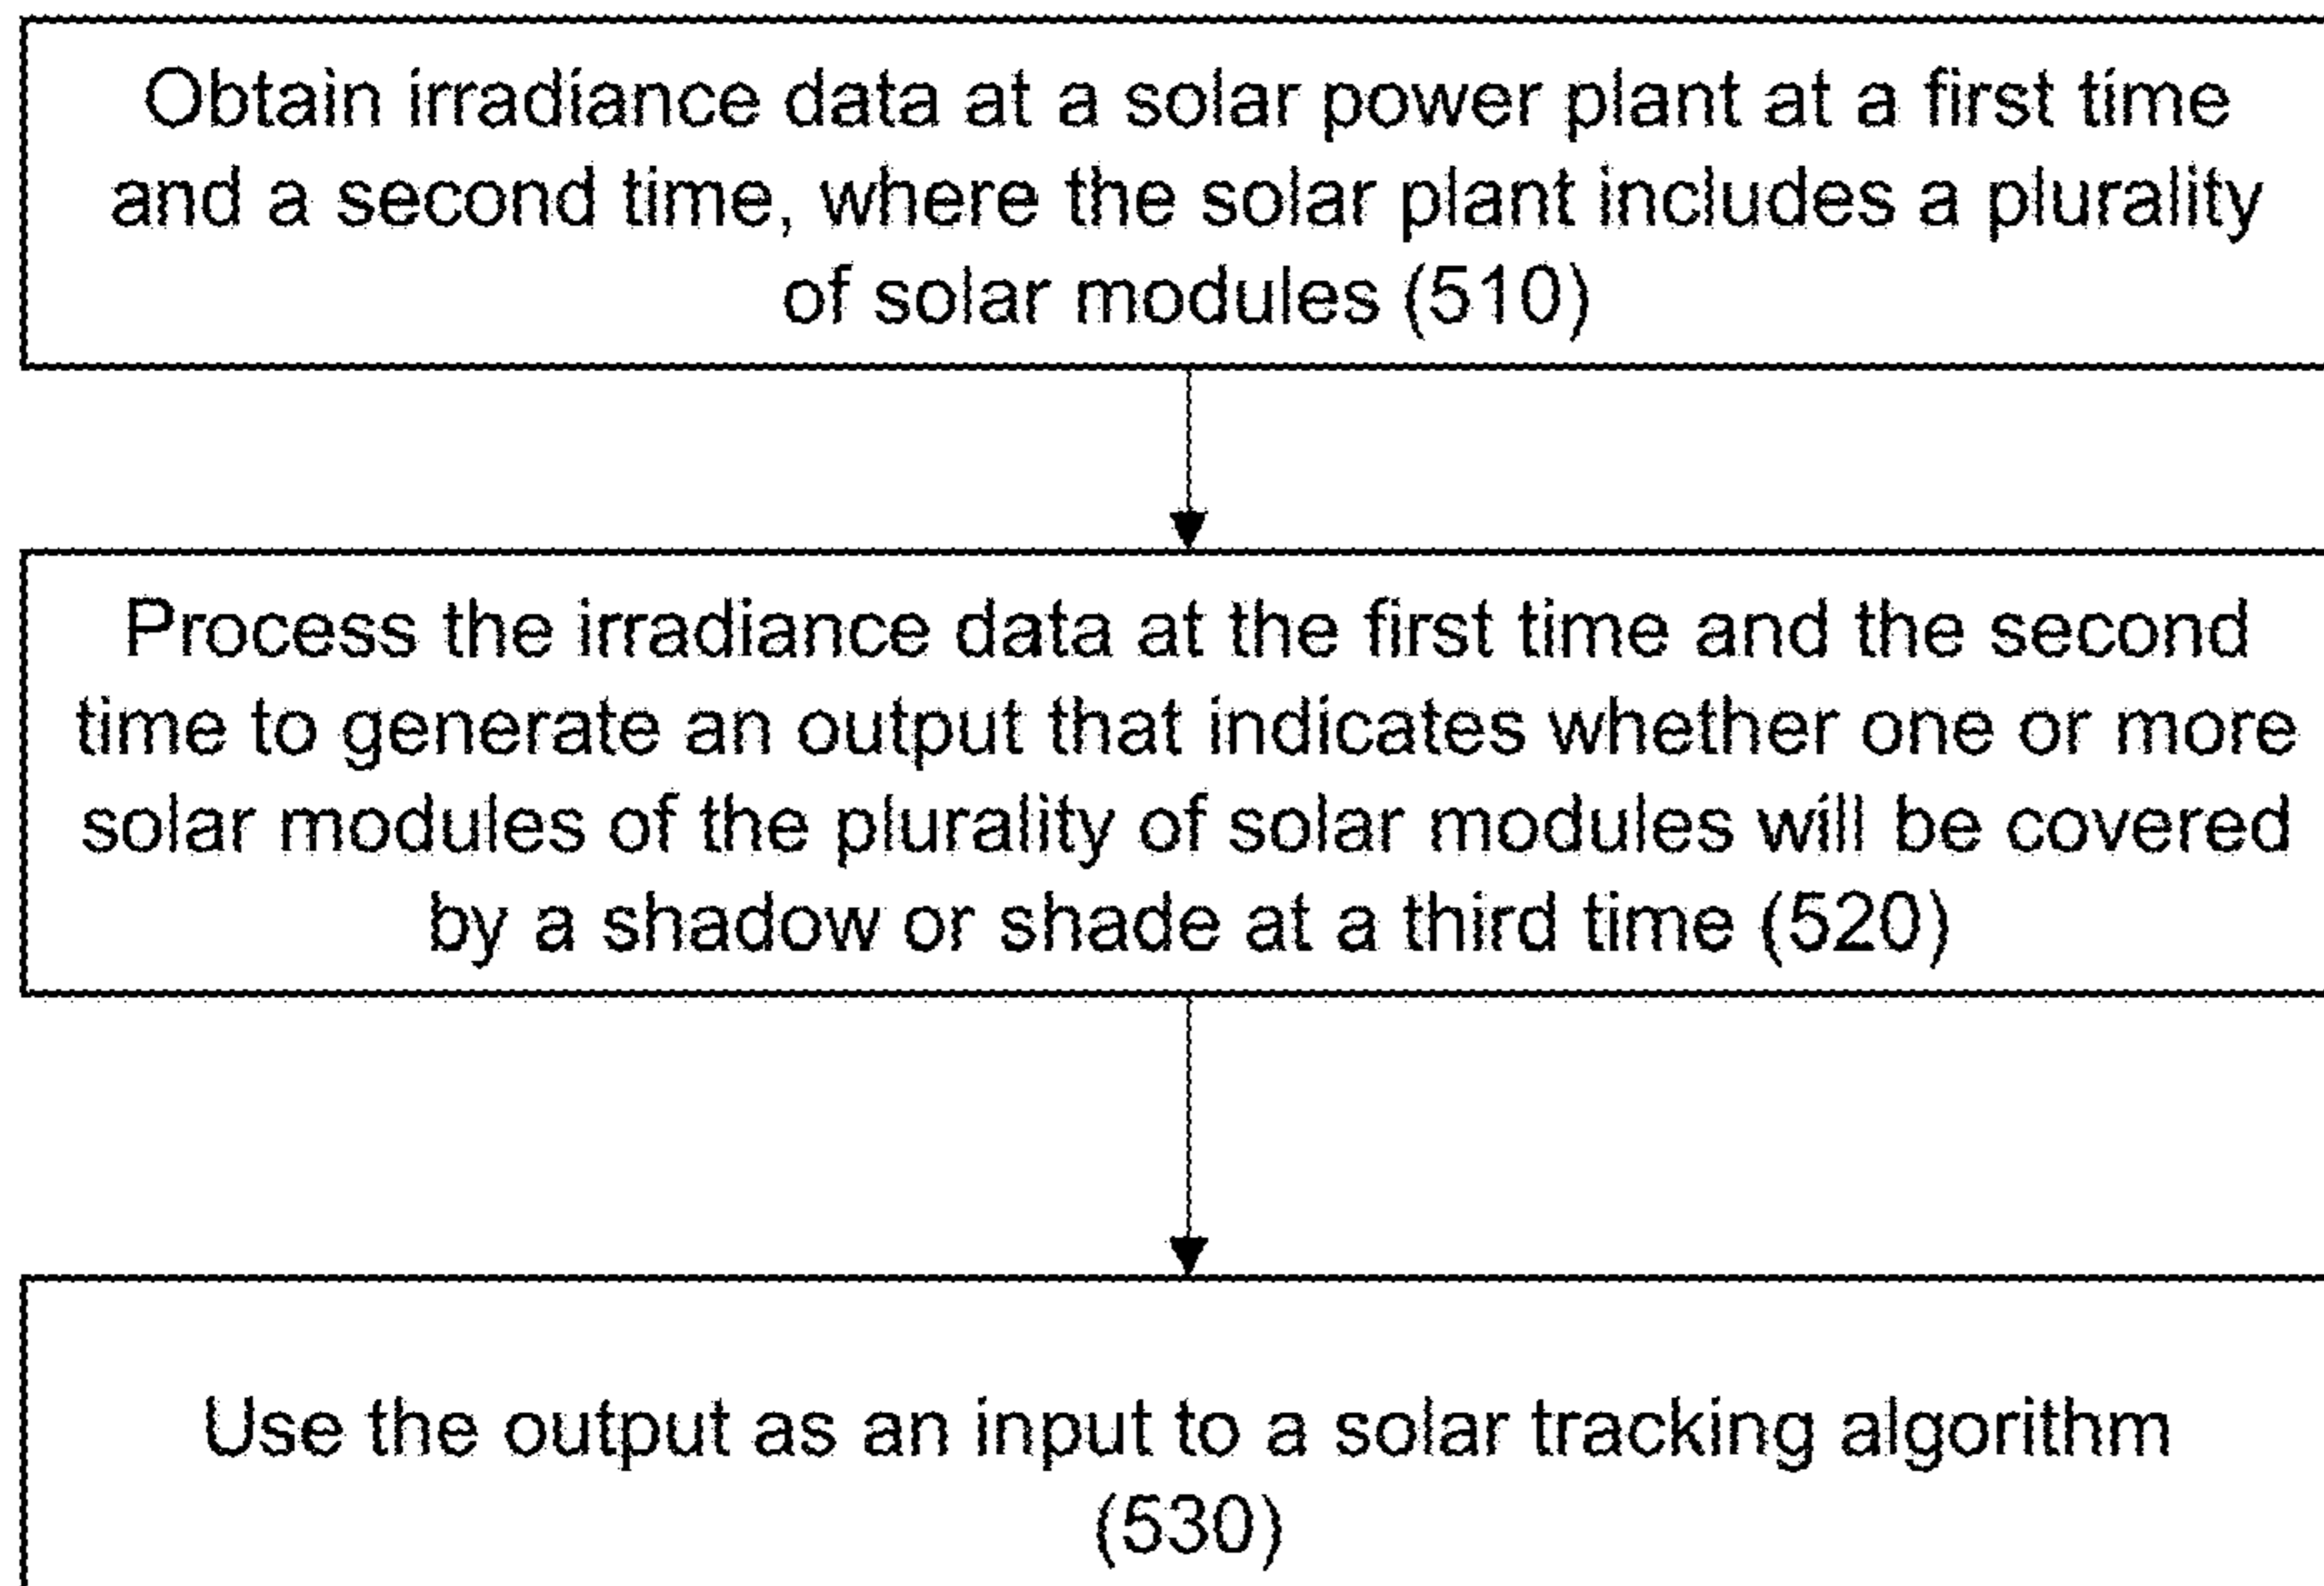 Obtain irradiance data at a solar power plant at a first time
and a second time, where the solar plant includes a plurality
of solar modules (510)
Process the irradiance data at the first time and the second
time to generate an output that indicates whether one or more
solar modules of the plurality of solar modules will be covered
by a shadow or shade at a third time (520)
Use the output as an input to a solar tracking algorithm
(530)